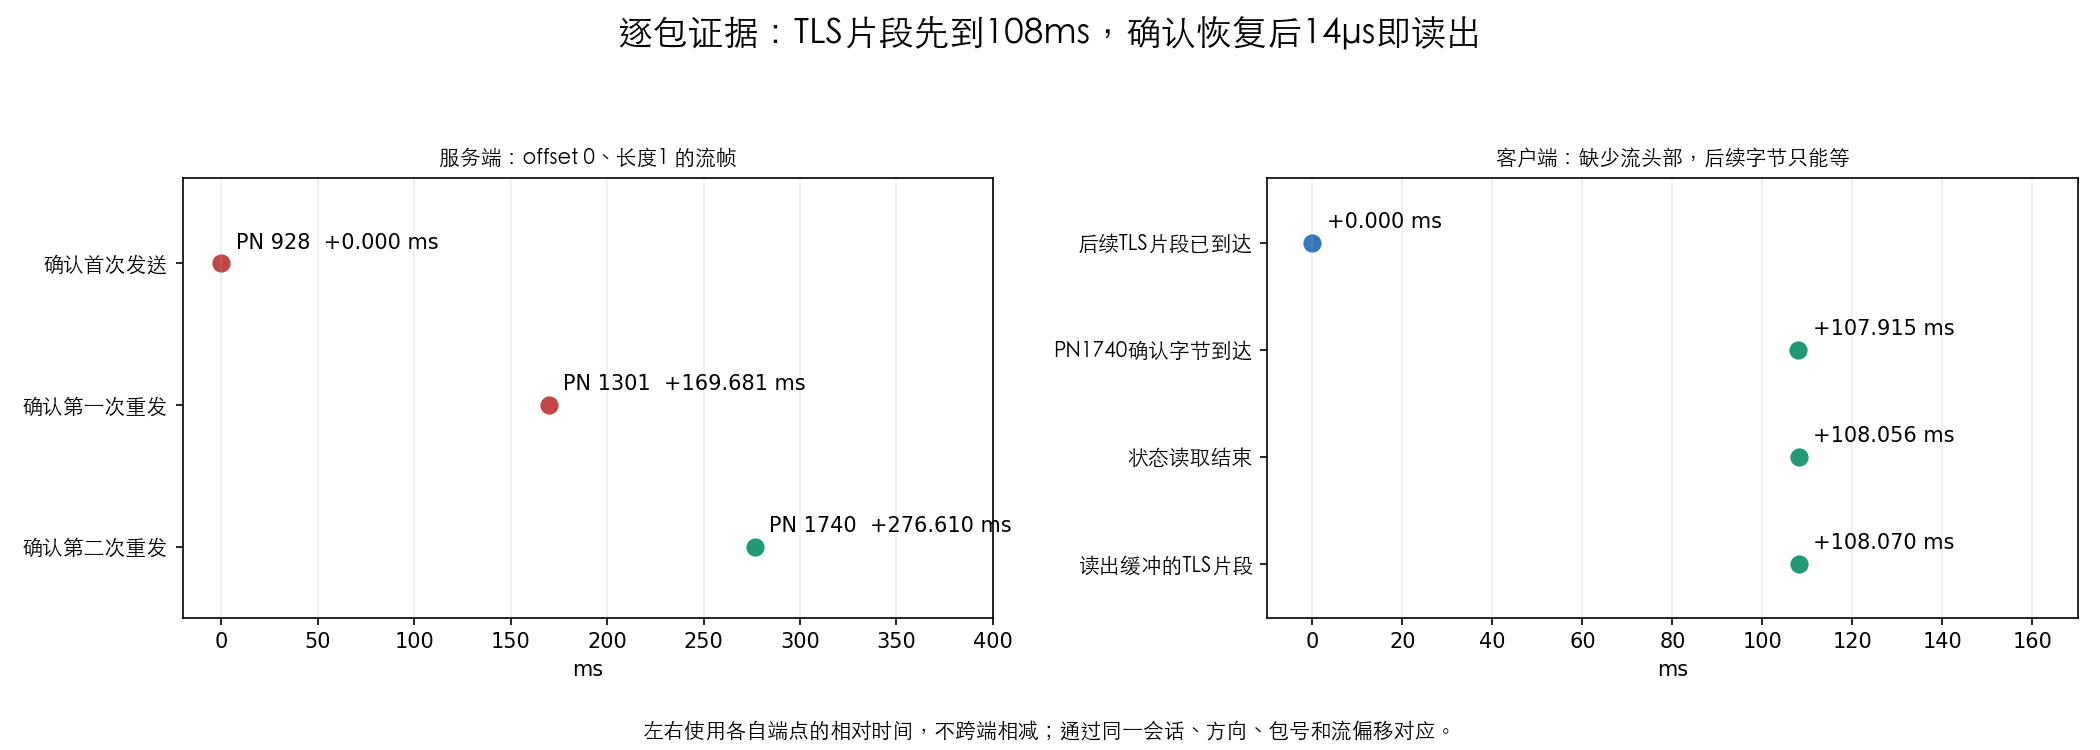 逐包证据：TLS片段先到108ms，确认恢复后14μs即读出
服务端：offset 0、长度1 的流帧
确认首次发送
PN 928  +0.000 ms
确认第一次重发
PN 1301  +169.681 ms
确认第二次重发
PN 1740  +276.610 ms
0 50 100 150 200 250 300 350 400
ms
客户端：缺少流头部，后续字节只能等
后续TLS片段已到达
+0.000 ms
PN1740确认字节到达
+107.915 ms
状态读取结束
+108.056 ms
读出缓冲的TLS片段
+108.070 ms
0 20 40 60 80 100 120 140 160
ms
左右使用各自端点的相对时间，不跨端相减；通过同一会话、方向、包号和流偏移对应。